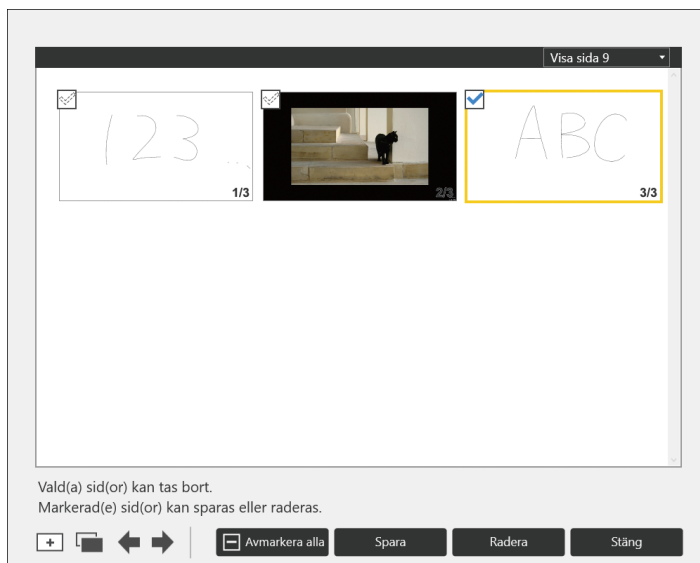 Visa sida 9
123...
1/3
2/3
ABC
3/3
Vald(a) sid(or) kan tas bort.
Markerad(e) sid(or) kan sparas eller raderas.
Avmarkera alla
Spara
Radera
Stäng